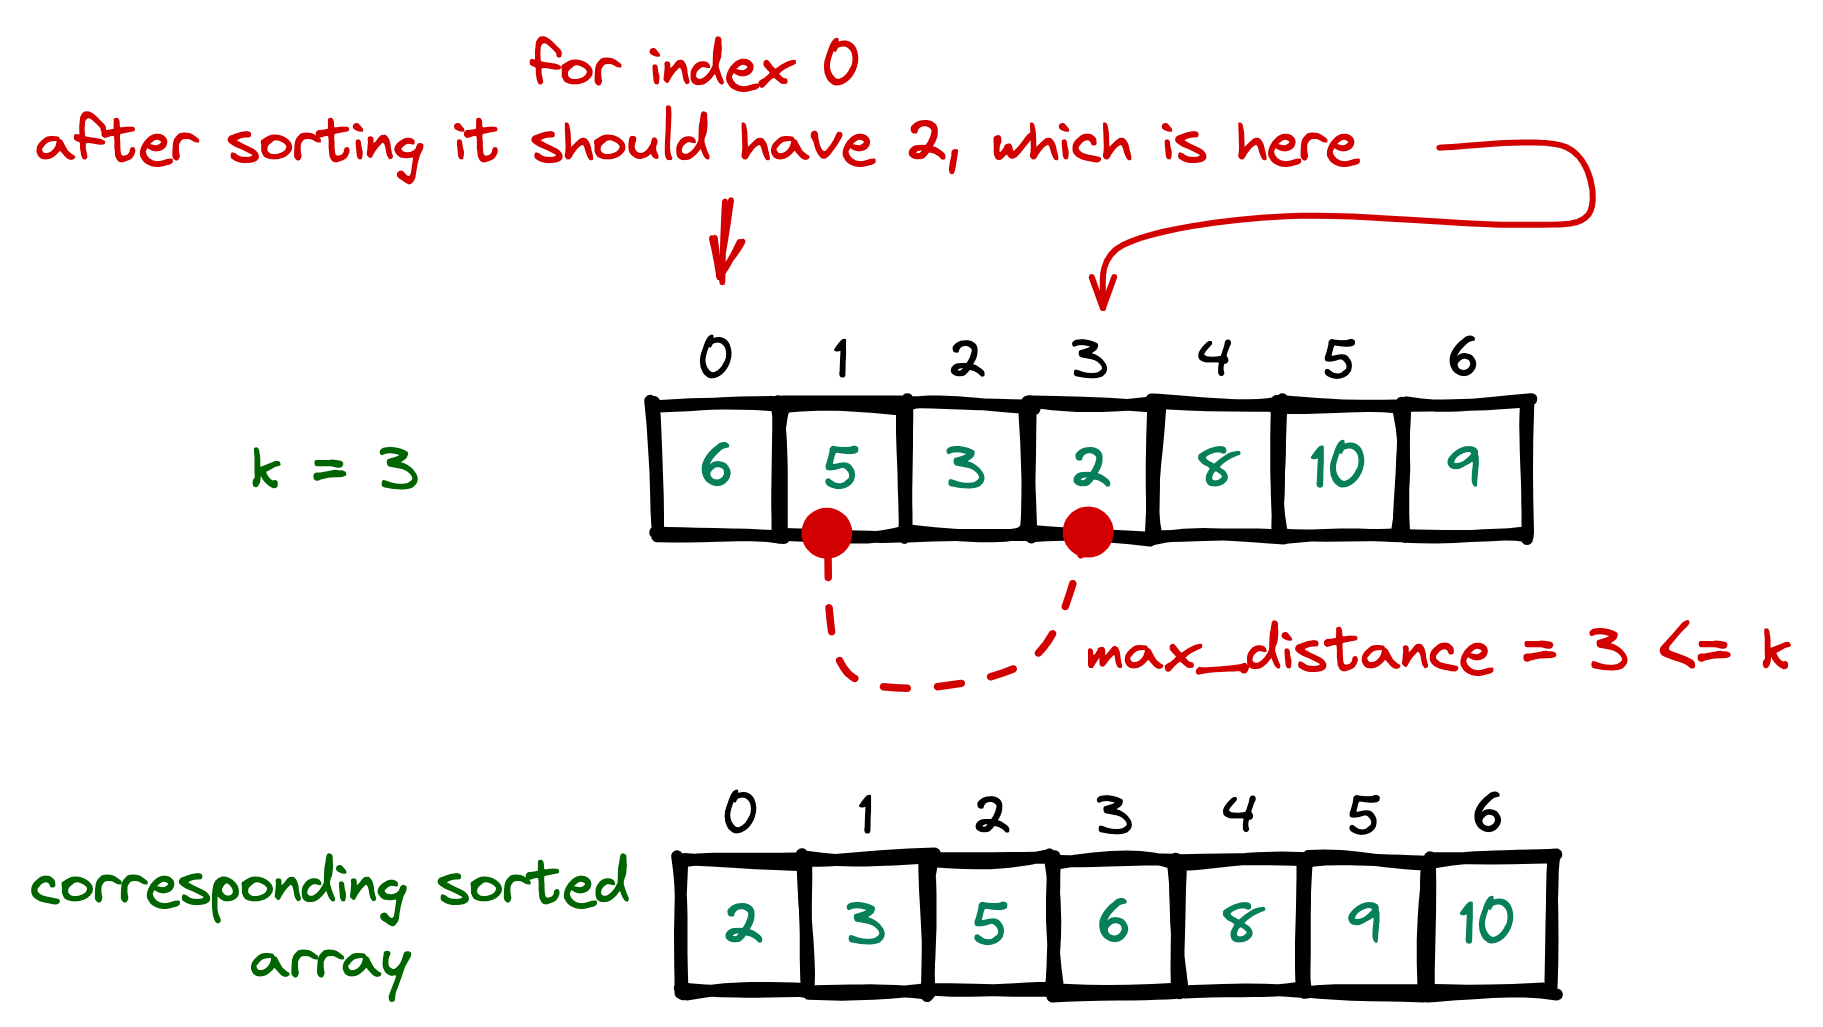 for index 0
after sorting it should have 2, which is here
0 1 2 3 4 5 6
k = 3
6 5 3 2 8 10 9
max_distance = 3 <= k
0 1 2 3 4 5 6
corresponding sorted
array
2 3 5 6 8 9 10